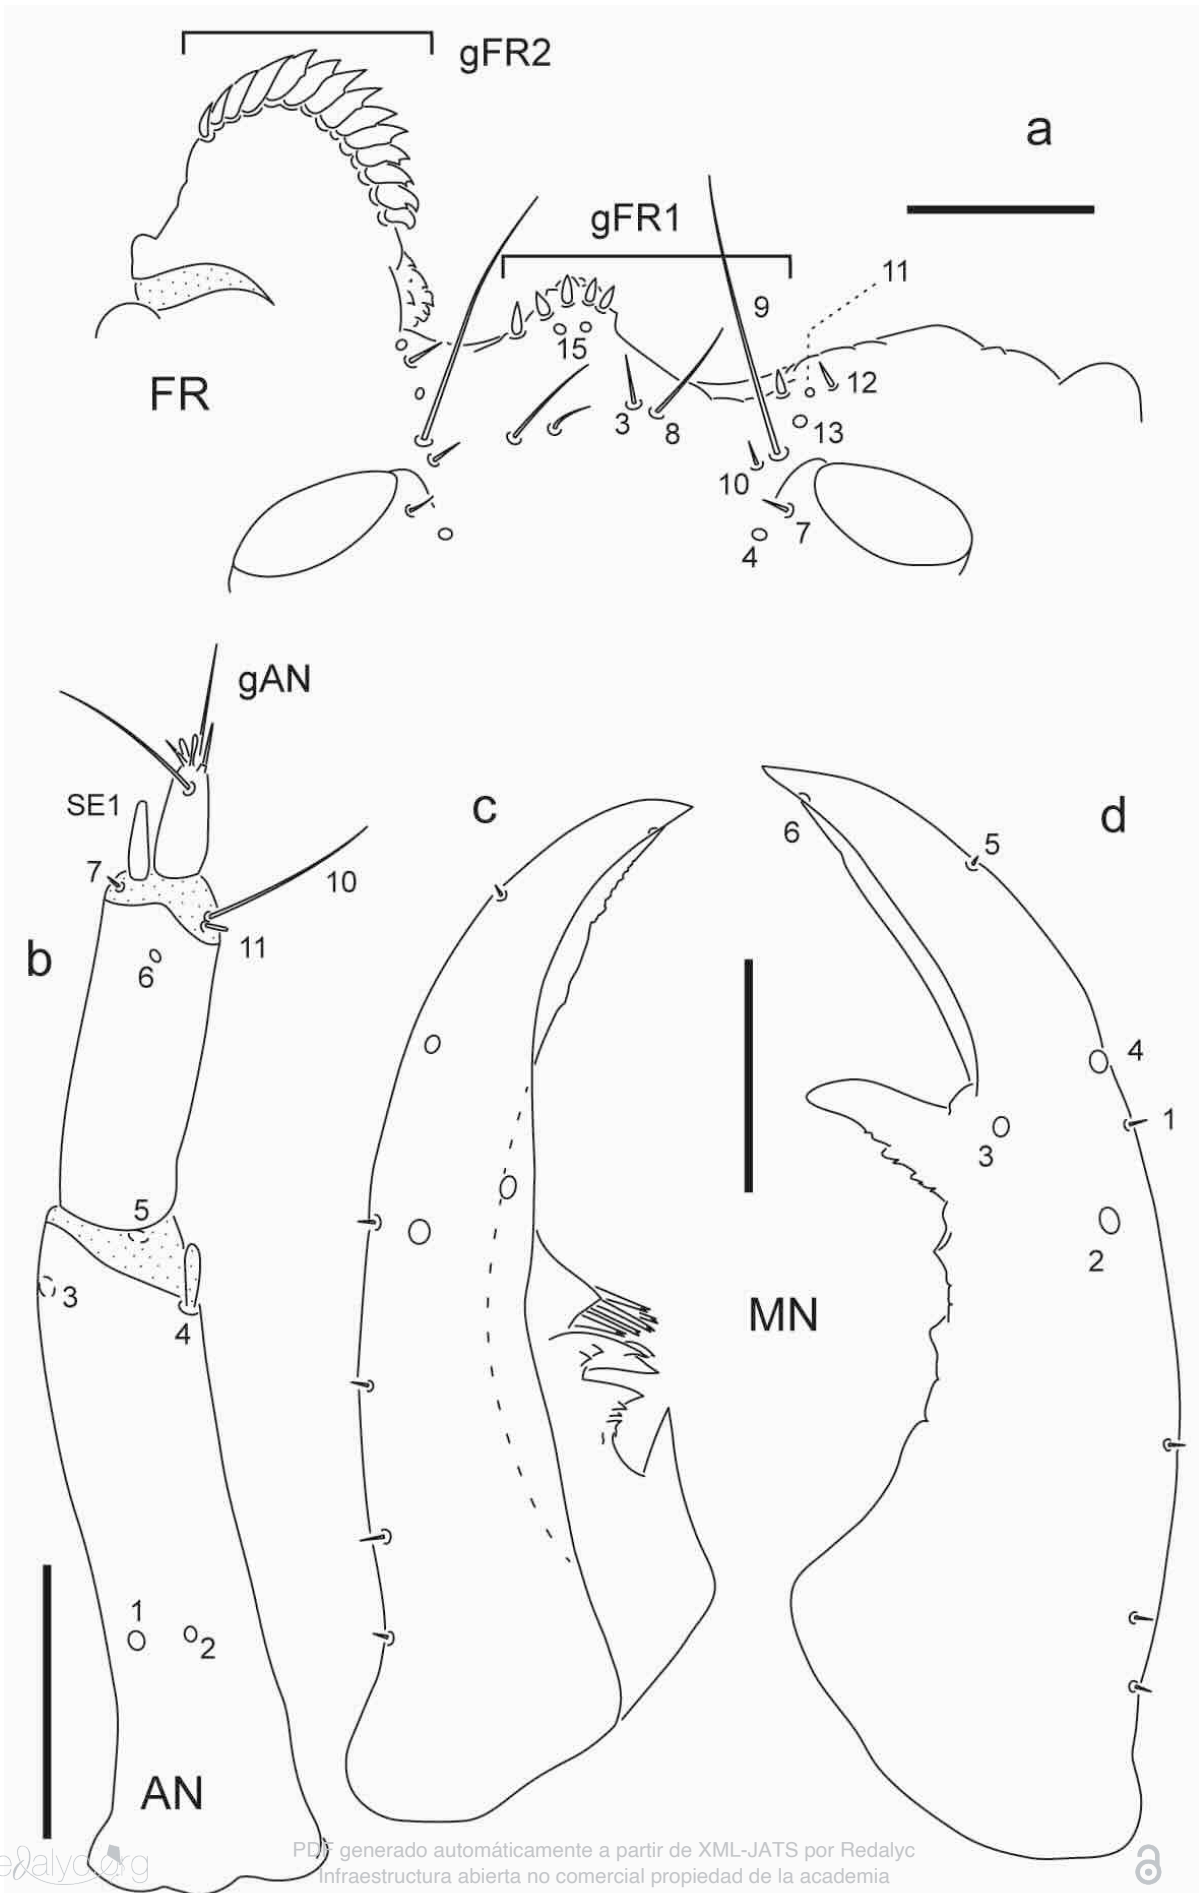 gFR2
a
gFR1
11
9
15
FR
12
3
8
13
10
7
4
gAN
SE1
c
d
6
5
7
10
b
11
6
4
1
3
5
2
3
MN
4
1
2
AN
PDF generado automáticamente a partir de XML-JATS por Redalyc
Infraestructura abierta no comercial propiedad de la academia
edalyc.org